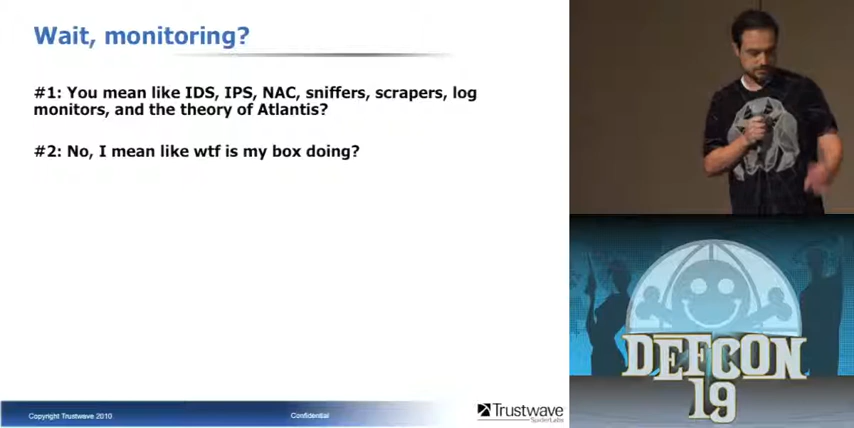 Wait, monitoring?
#1: You mean like IDS, IPS, NAC, sniffers, scrapers, log
monitors, and the theory of Atlantis?
#2: No, I mean like wtf is my box doing?
Copyright Trustwave 2010
Confidential
Trustwave
SpiderLabs
DEFCON
19